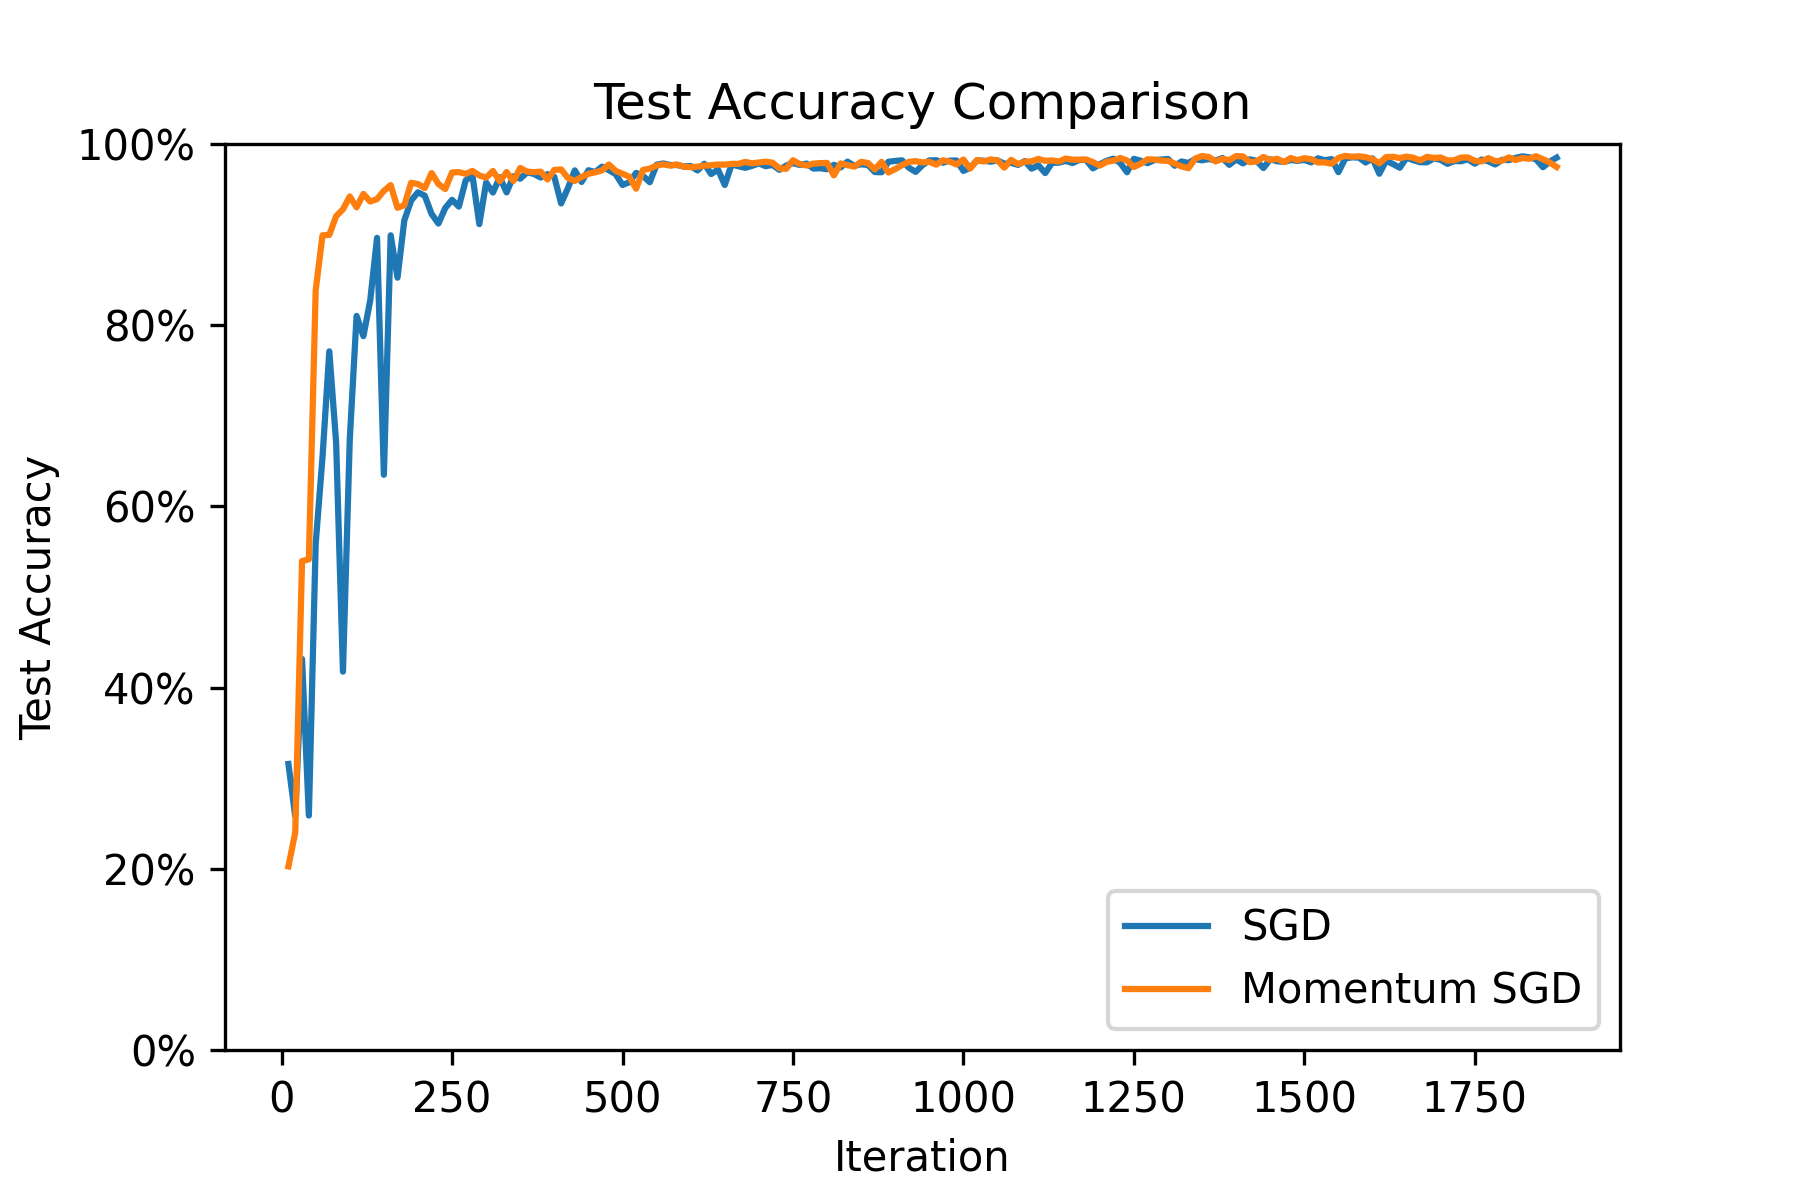 Test Accuracy Comparison
100%
80%
60%
40%
20%
0%
Test Accuracy
0 250 500 750 1000 1250 1500 1750
Iteration
SGD
Momentum SGD